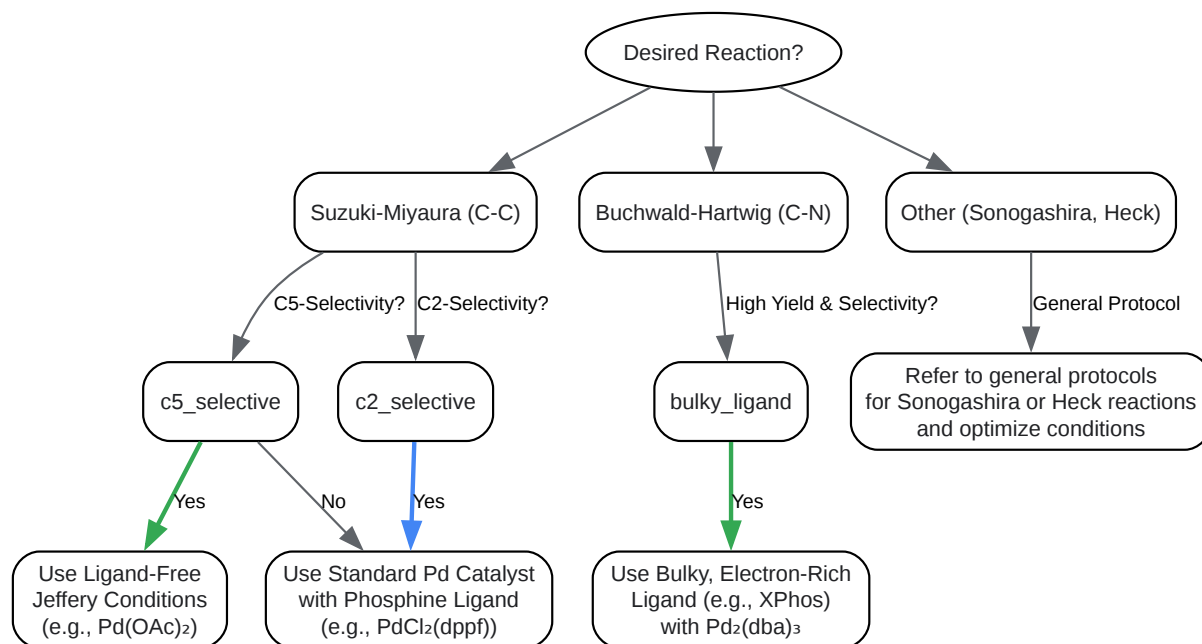 Desired Reaction?
Suzuki-Miyaura (C-C)
Buchwald-Hartwig (C-N)
Other (Sonogashira, Heck)
C5-Selectivity?
C2-Selectivity?
High Yield & Selectivity?
General Protocol
c5_selective
c2_selective
bulky_ligand
Refer to general protocols
for Sonogashira or Heck reactions
and optimize conditions
Yes
No
Yes
Yes
Use Ligand-Free
Jeffery Conditions
(e.g., Pd(OAc)₂)
Use Standard Pd Catalyst
with Phosphine Ligand
(e.g., PdCl₂(dppf))
Use Bulky, Electron-Rich
Ligand (e.g., XPhos)
with Pd₂(dba)₃